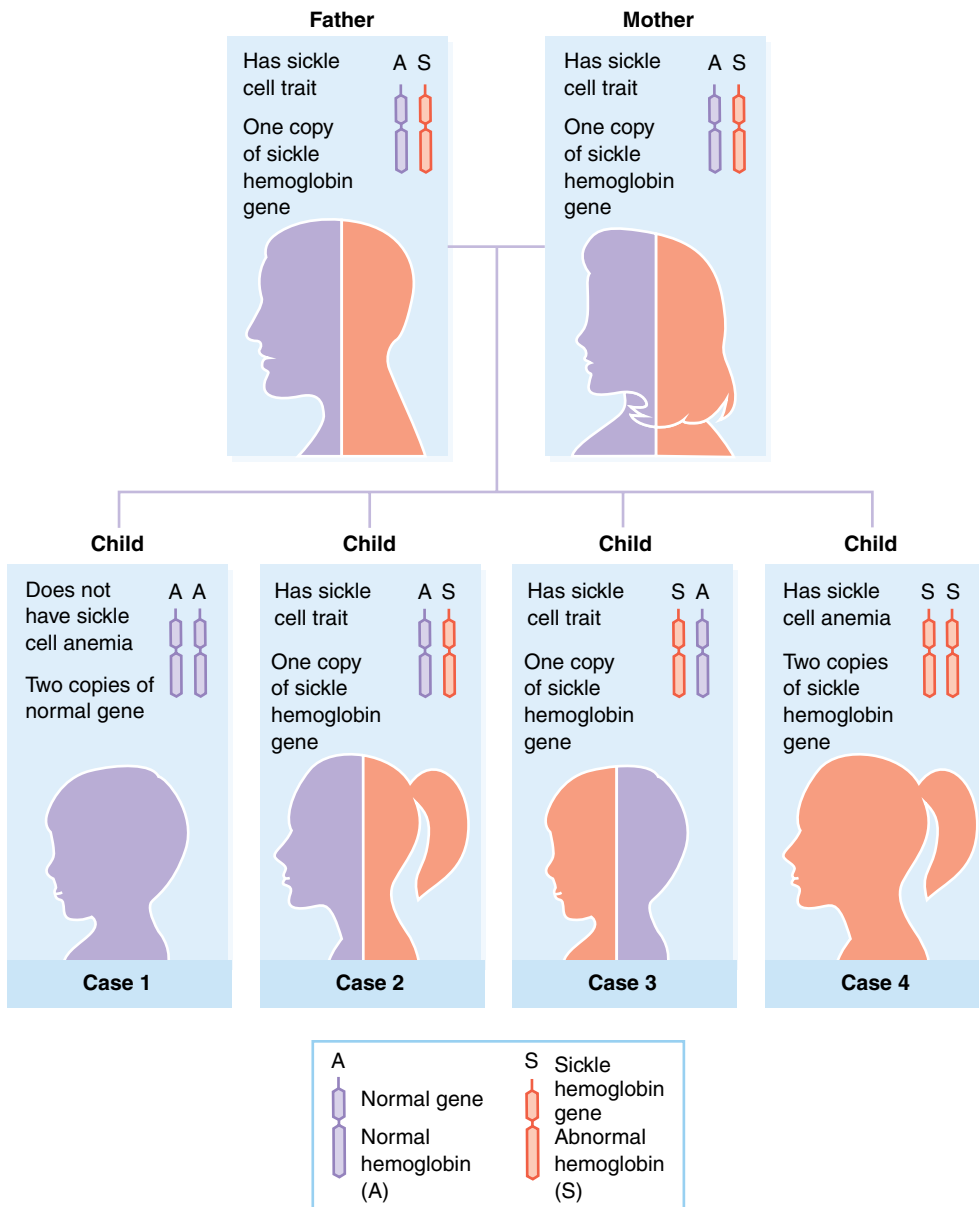 Father
Has sickle
cell trait
A S
One copy
of sickle
hemoglobin
gene
Mother
Has sickle
cell trait
A S
One copy
of sickle
hemoglobin
gene
Child
Does not
have sickle
cell anemia
A A
Two copies of
normal gene
Case 1
Child
Has sickle
cell trait
A S
One copy
of sickle
hemoglobin
gene
Case 2
Child
Has sickle
cell trait
S A
One copy
of sickle
hemoglobin
gene
Case 3
Child
Has sickle
cell anemia
S S
Two copies
of sickle
hemoglobin
gene
Case 4
A
Normal gene
Normal
hemoglobin
(A)
S
Sickle
hemoglobin
gene
Abnormal
hemoglobin
(S)